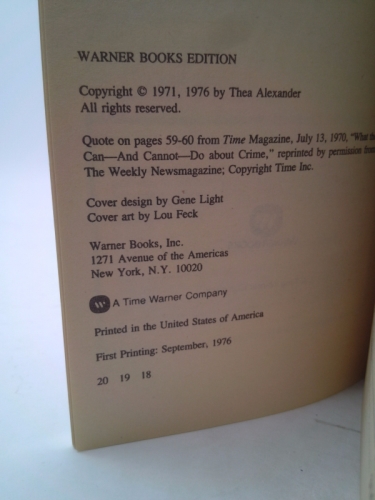 WARNER BOOKS EDITION
Copyright © 1971, 1976 by Thea Alexander
All rights reserved.
Quote on pages 59-60 from Time Magazine, July 13, 1970, "What the
Can—And Cannot—Do about Crime," reprinted by permission from
The Weekly Newsmagazine; Copyright Time Inc.
Cover design by Gene Light
Cover art by Lou Feck
Warner Books, Inc.
1271 Avenue of the Americas
New York, N.Y. 10020
W A Time Warner Company
Printed in the United States of America
First Printing: September, 1976
20 19 18